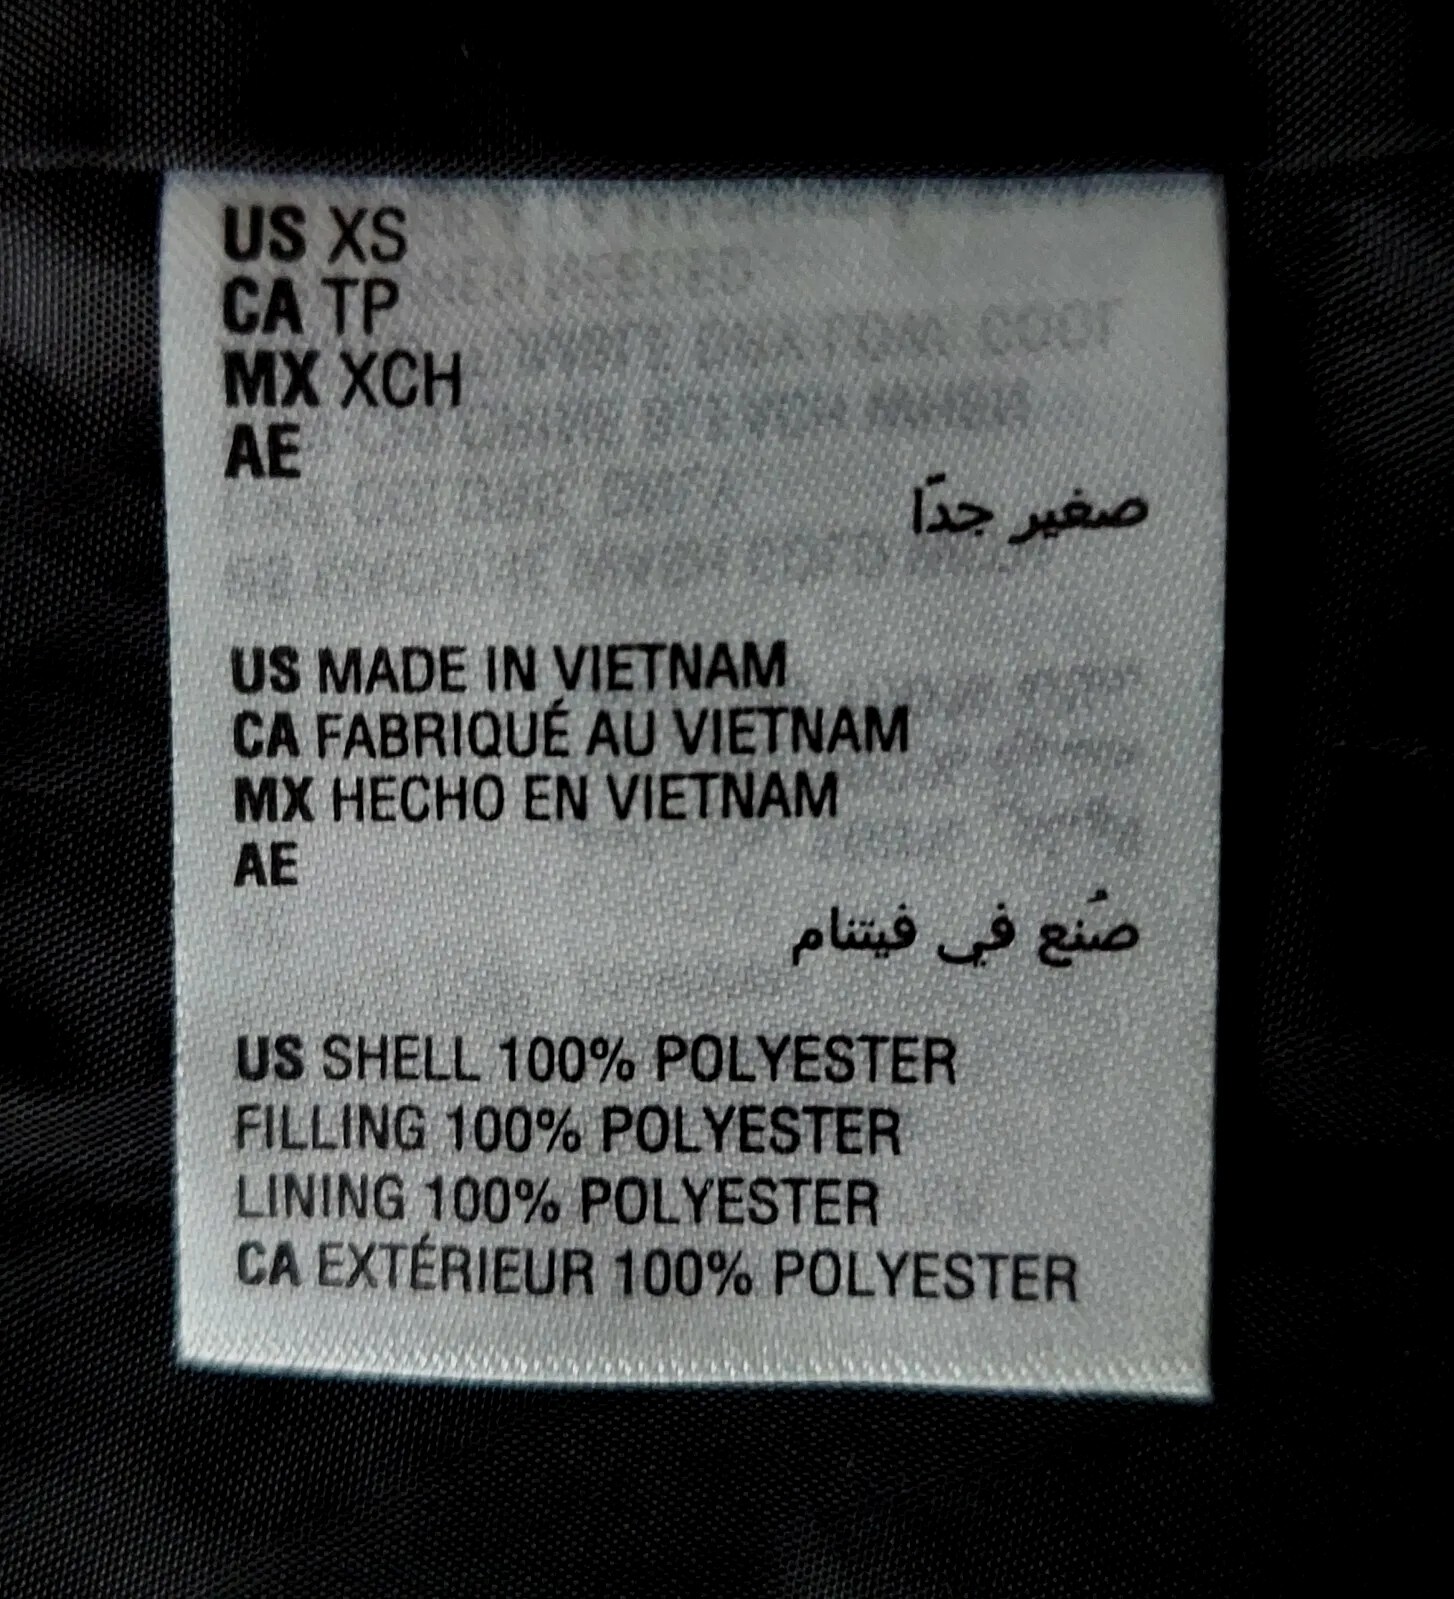 US XS
CA TP
MX XCH
AE
صغير جدًا
US MADE IN VIETNAM
CA FABRIQUÉ AU VIETNAM
MX HECHO EN VIETNAM
AE
صُنع في فيتنام
US SHELL 100% POLYESTER
FILLING 100% POLYESTER
LINING 100% POLYESTER
CA EXTÉRIEUR 100% POLYESTER